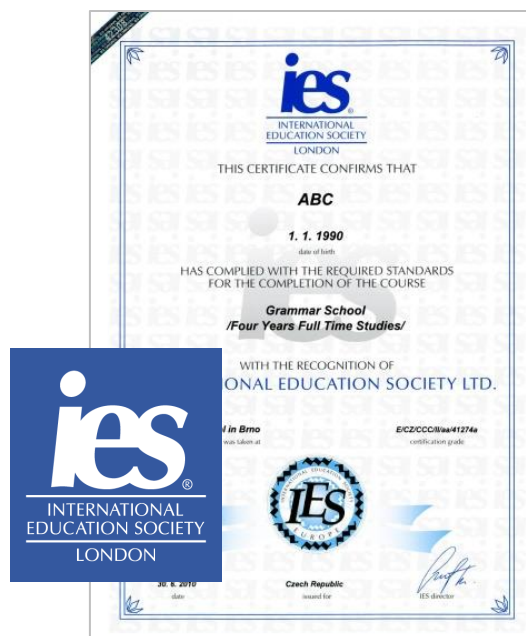 ies
INTERNATIONAL
EDUCATION SOCIETY
LONDON
THIS CERTIFICATE CONFIRMS THAT
ABC
1. 1. 1990
date of birth
HAS COMPLIED WITH THE REQUIRED STANDARDS
FOR THE COMPLETION OF THE COURSE
Grammar School
/Four Years Full Time Studies/
WITH THE RECOGNITION OF
IONAL EDUCATION SOCIETY LTD.
in Brno
was taken at
E/CZ/CCC/II/aa/41274a
certification grade
IES
EUROPE
30. 6. 2010
date
Czech Republic
issued for
IES director
ies
INTERNATIONAL
EDUCATION SOCIETY
LONDON